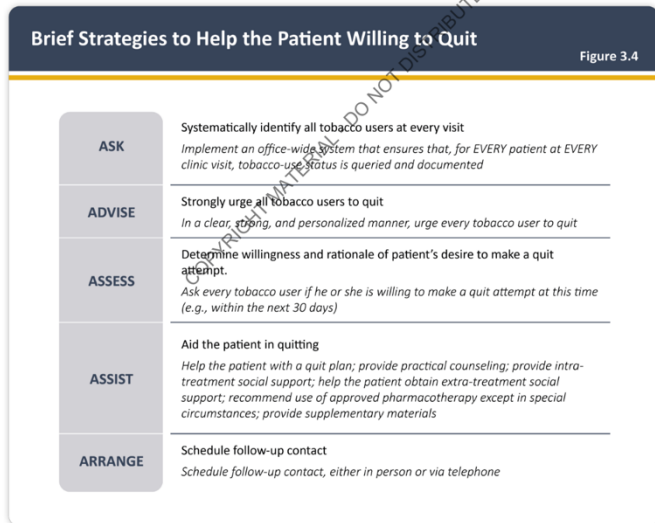 Brief Strategies to Help the Patient Willing to Quit
Figure 3.4
COPYRIGHT MATERIAL - DO NOT DISTRIBUTE
ASK
Systematically identify all tobacco users at every visit
Implement an office-wide system that ensures that, for EVERY patient at EVERY
clinic visit, tobacco-use status is queried and documented
ADVISE
Strongly urge all tobacco users to quit
In a clear, strong, and personalized manner, urge every tobacco user to quit
ASSESS
Determine willingness and rationale of patient's desire to make a quit
attempt.
Ask every tobacco user if he or she is willing to make a quit attempt at this time
(e.g., within the next 30 days)
ASSIST
Aid the patient in quitting
Help the patient with a quit plan; provide practical counseling; provide intra-
treatment social support; help the patient obtain extra-treatment social
support; recommend use of approved pharmacotherapy except in special
circumstances; provide supplementary materials
ARRANGE
Schedule follow-up contact
Schedule follow-up contact, either in person or via telephone